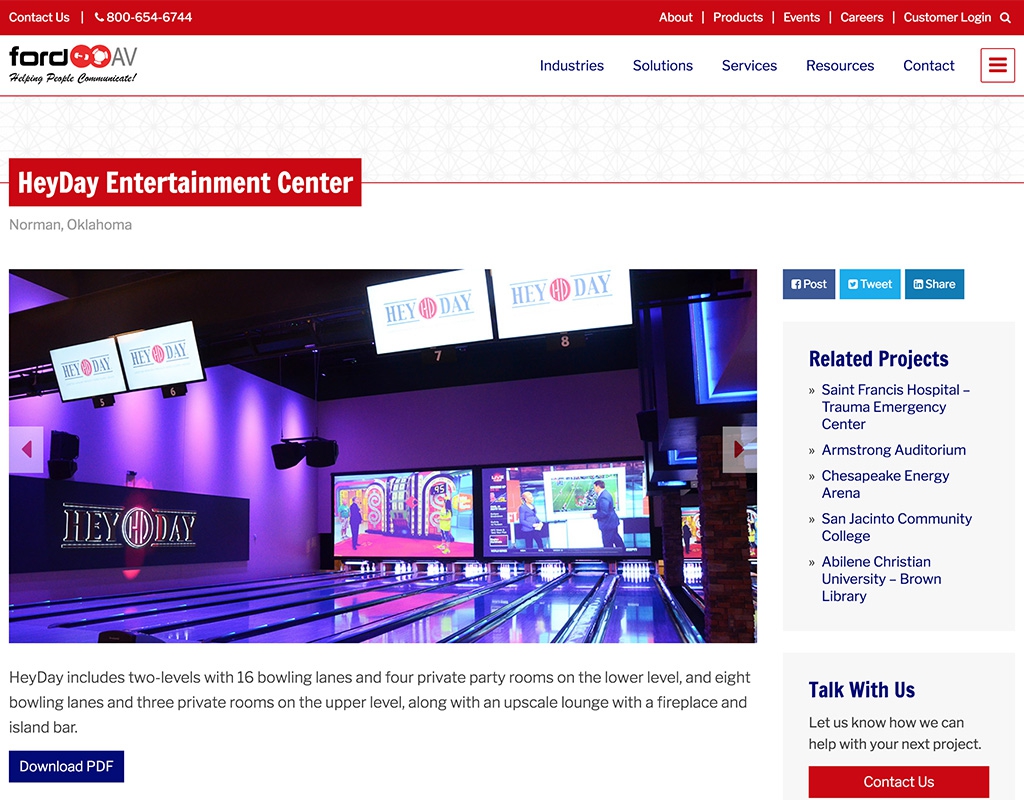 Contact Us | 800-654-6744
About | Products | Events | Careers | Customer Login
ford AV
Helping People Communicate!
Industries Solutions Services Resources Contact
HeyDay Entertainment Center
Norman, Oklahoma
HEY HD DAY
HEY HD DAY
7
8
HEY HD DAY
HEY HD DAY
5
6
HEY HD DAY
95
Post Tweet Share
Related Projects
» Saint Francis Hospital –
Trauma Emergency
Center
» Armstrong Auditorium
» Chesapeake Energy
Arena
» San Jacinto Community
College
» Abilene Christian
University – Brown
Library
HeyDay includes two-levels with 16 bowling lanes and four private party rooms on the lower level, and eight
bowling lanes and three private rooms on the upper level, along with an upscale lounge with a fireplace and
island bar.
Download PDF
Talk With Us
Let us know how we can
help with your next project.
Contact Us